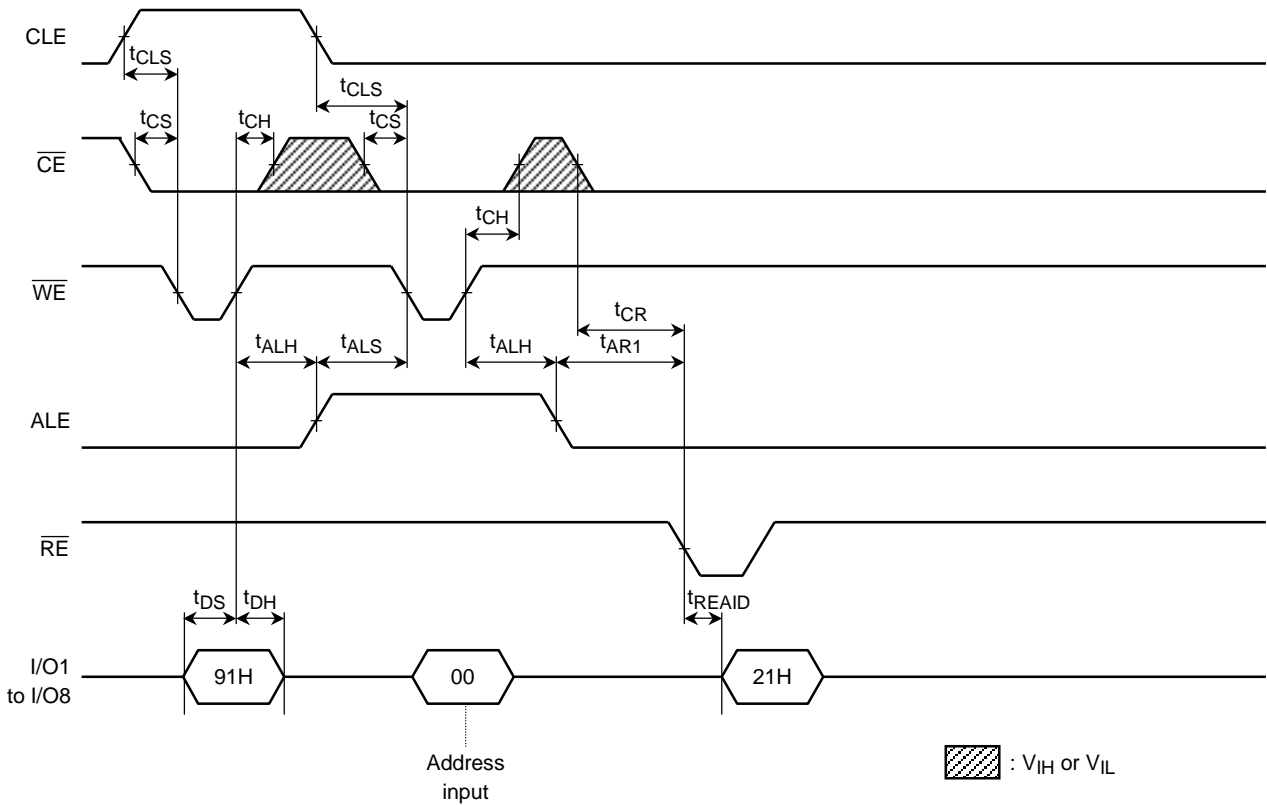 CLE
tCLS
tCLS
tCS
tCH
tCS
CE
tCH
WE
tCR
tALH
tALS
tALH
tAR1
ALE
RE
tDS
tDH
tREAID
I/O1
to I/O8
91H
00
21H
Address
input
: VIH or VIL